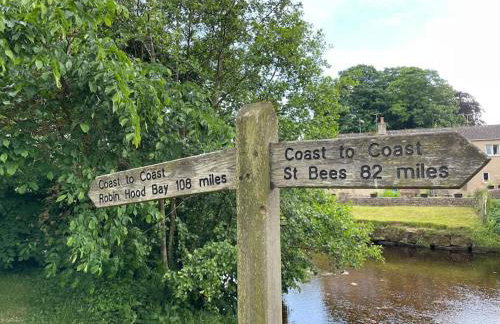 Coast to Coast
Robin Hood Bay 108 miles
Coast to Coast
St Bees 82 miles